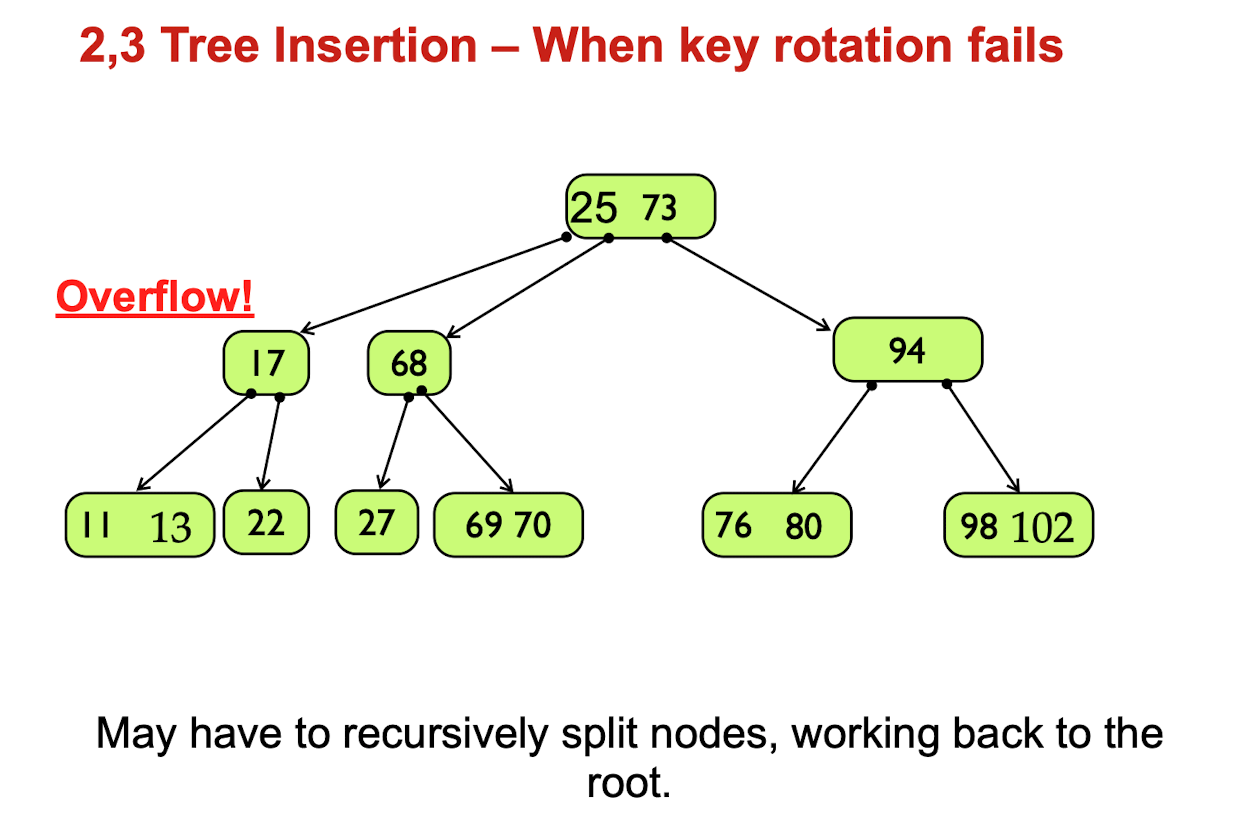 2,3 Tree Insertion – When key rotation fails
25 73
Overflow!
17 68 94
11 13 22 27 69 70 76 80 98 102
May have to recursively split nodes, working back to the
root.